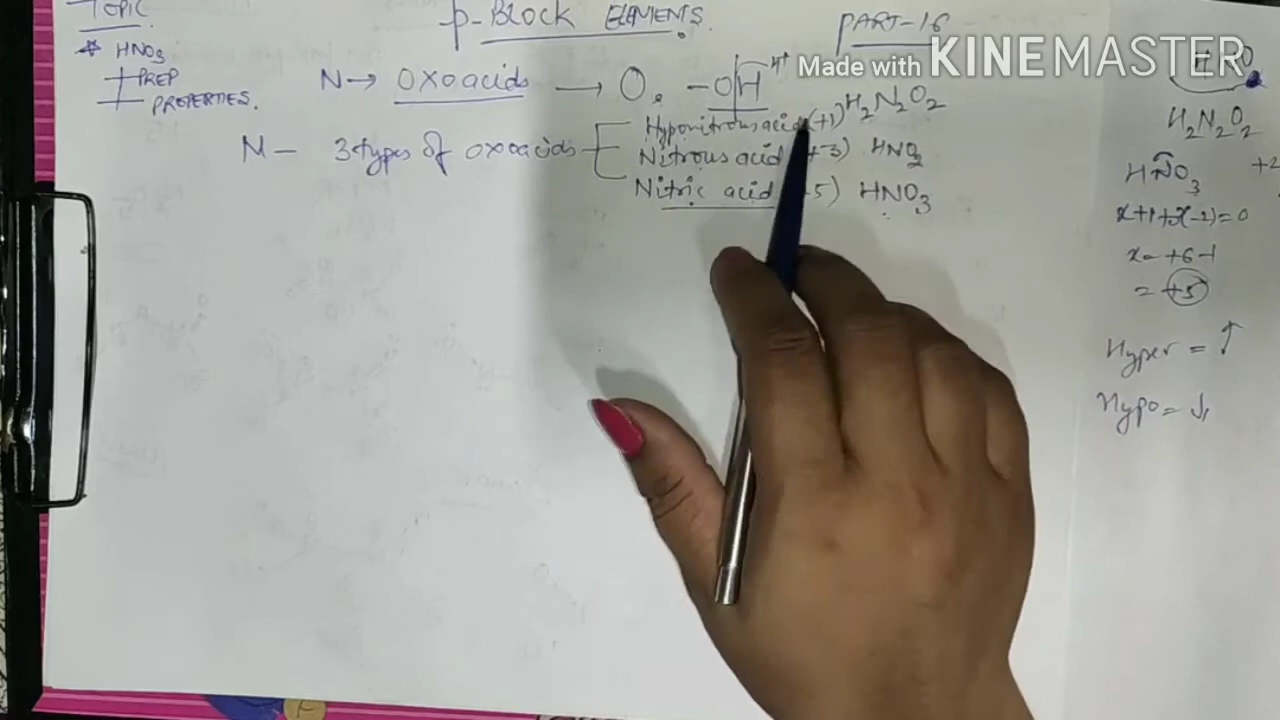 TOPIC
p-BLOCK ELEMENTS.
PART-16
Made with KINEMASTER
* HNO3
PREP
PROPERTIES.
N→ OXOacids → O, -OH H+
N - 3 types of oxoacids
Hyponitrous acid (+1) H2N2O2
Nitrous acid +3) HNO2
Nitric acid 5) HNO3
H2N2O2
HNO3
x+1+3(-2)=0
x= +6-1
= +5
Hyper = ↑
Hypo = ↓